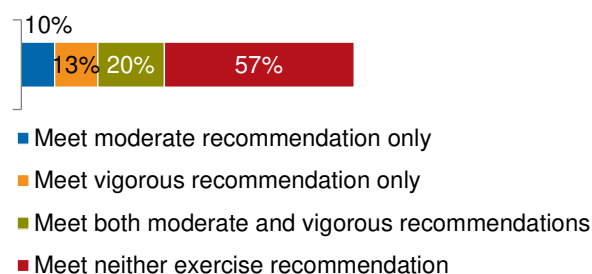 10%
13% 20% 57%
Meet moderate recommendation only
Meet vigorous recommendation only
Meet both moderate and vigorous recommendations
Meet neither exercise recommendation